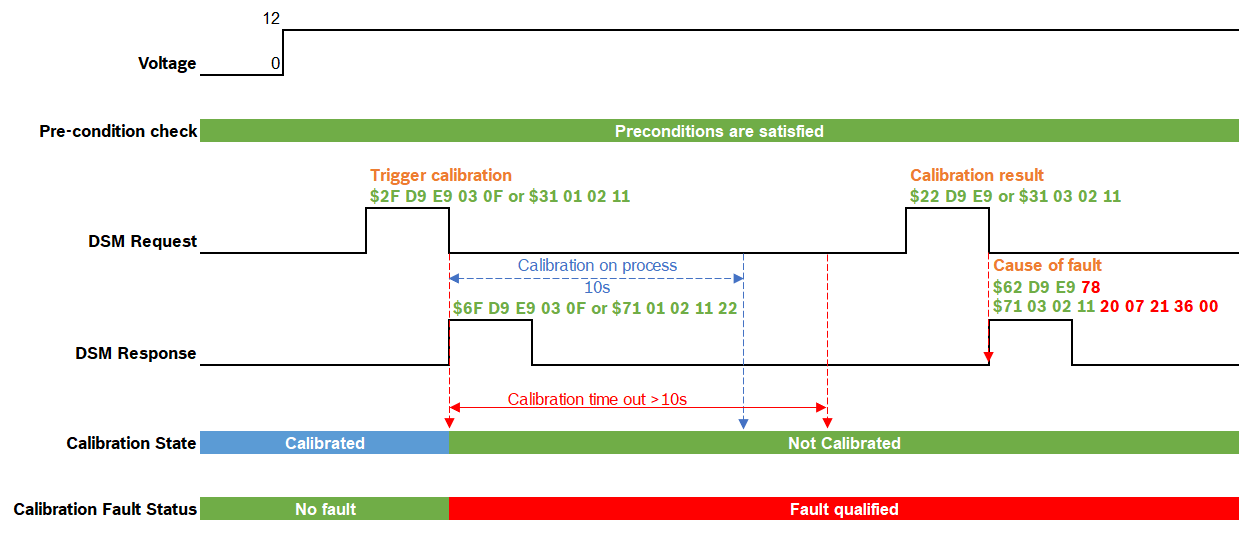 12
Voltage
0
Pre-condition check
Preconditions are satisfied
Trigger calibration
$2F D9 E9 03 0F or $31 01 02 11
Calibration result
$22 D9 E9 or $31 03 02 11
DSM Request
Calibration on process
10s
Cause of fault
$62 D9 E9 78
$71 03 02 11 20 07 21 36 00
$6F D9 E9 03 0F or $71 01 02 11 22
DSM Response
Calibration time out >10s
Calibration State
Calibrated
Not Calibrated
Calibration Fault Status
No fault
Fault qualified